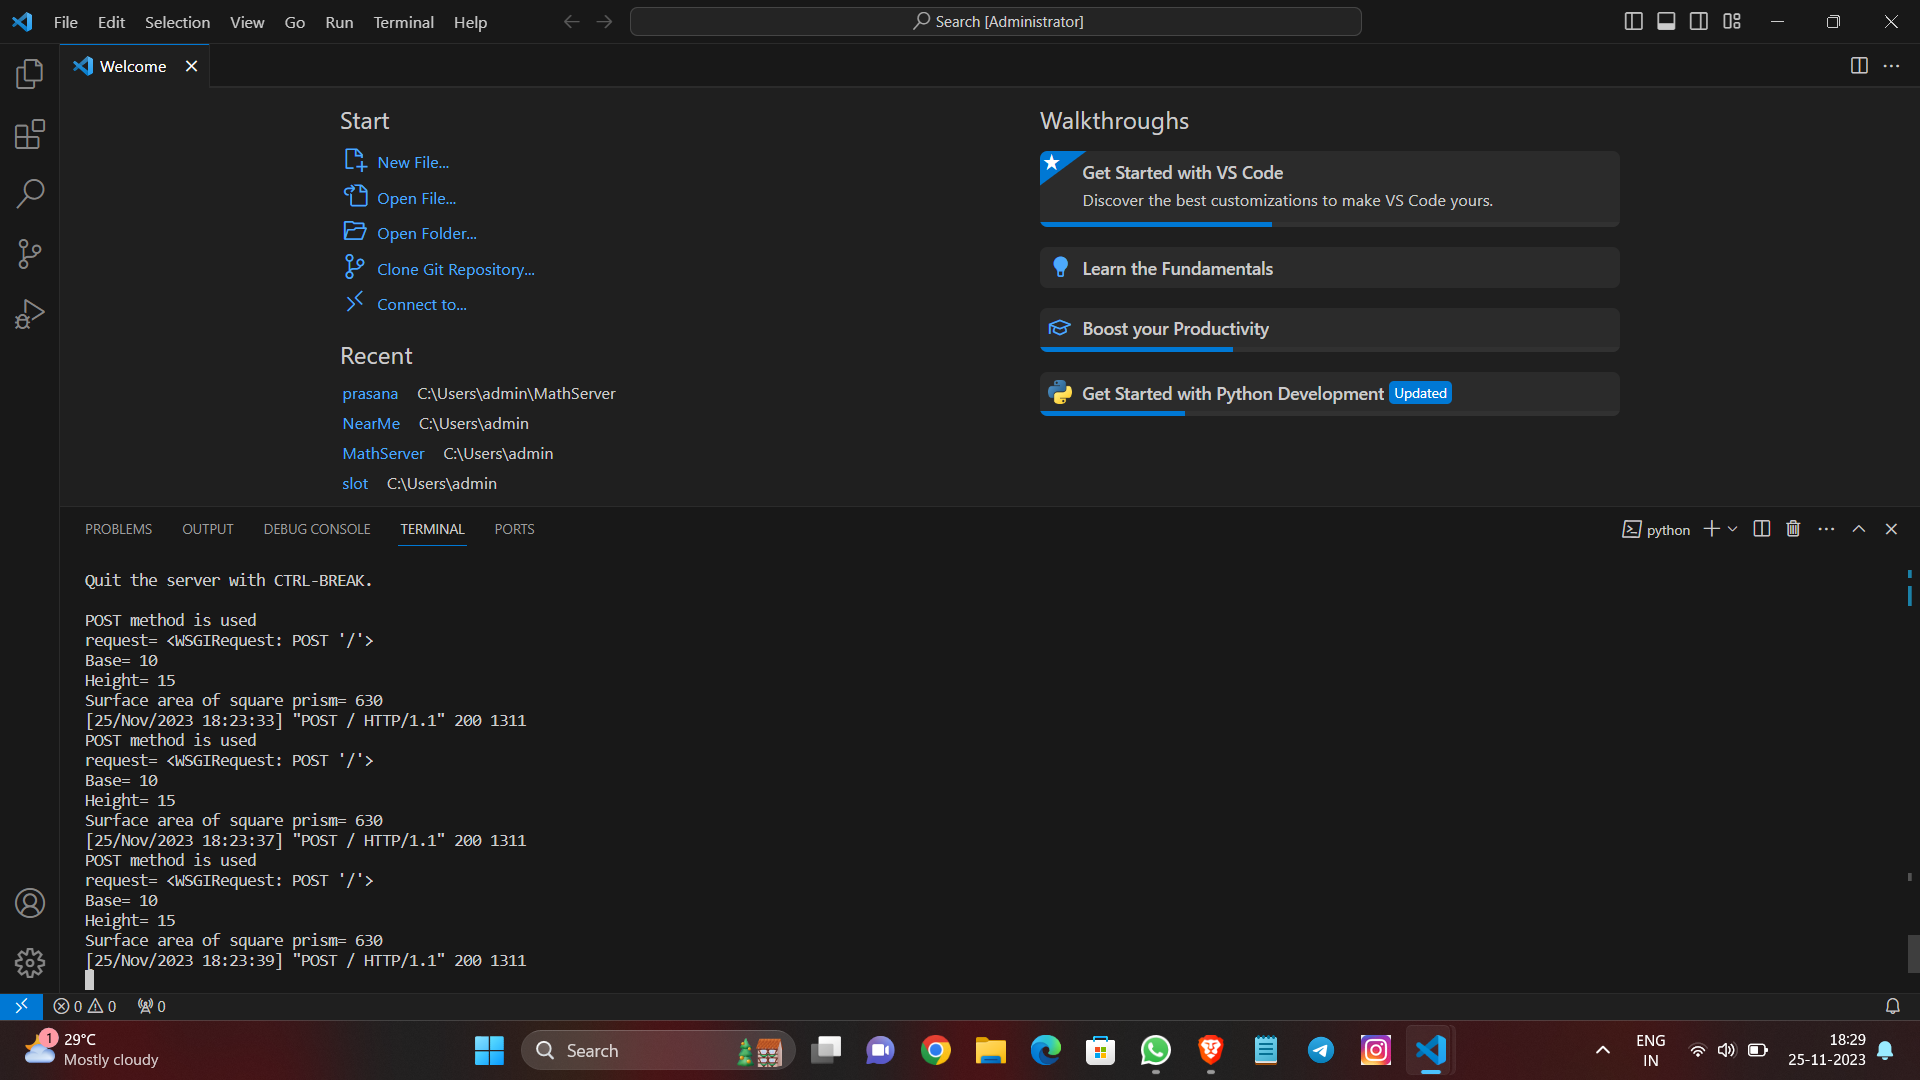 File Edit Selection View Go Run Terminal Help
Search [Administrator]
Welcome
Start
New File...
Open File...
Open Folder...
Clone Git Repository...
Connect to...
Recent
prasana C:\Users\admin\MathServer
NearMe C:\Users\admin
MathServer C:\Users\admin
slot C:\Users\admin
Walkthroughs
Get Started with VS Code
Discover the best customizations to make VS Code yours.
Learn the Fundamentals
Boost your Productivity
Get Started with Python Development Updated
PROBLEMS OUTPUT DEBUG CONSOLE TERMINAL PORTS
python
Quit the server with CTRL-BREAK.
POST method is used
request= <WSGIRequest: POST '/'>
Base= 10
Height= 15
Surface area of square prism= 630
[25/Nov/2023 18:23:33] "POST / HTTP/1.1" 200 1311
POST method is used
request= <WSGIRequest: POST '/'>
Base= 10
Height= 15
Surface area of square prism= 630
[25/Nov/2023 18:23:37] "POST / HTTP/1.1" 200 1311
POST method is used
request= <WSGIRequest: POST '/'>
Base= 10
Height= 15
Surface area of square prism= 630
[25/Nov/2023 18:23:39] "POST / HTTP/1.1" 200 1311
0 0 0
1
29°C
Mostly cloudy
Search
ENG
IN
18:29
25-11-2023